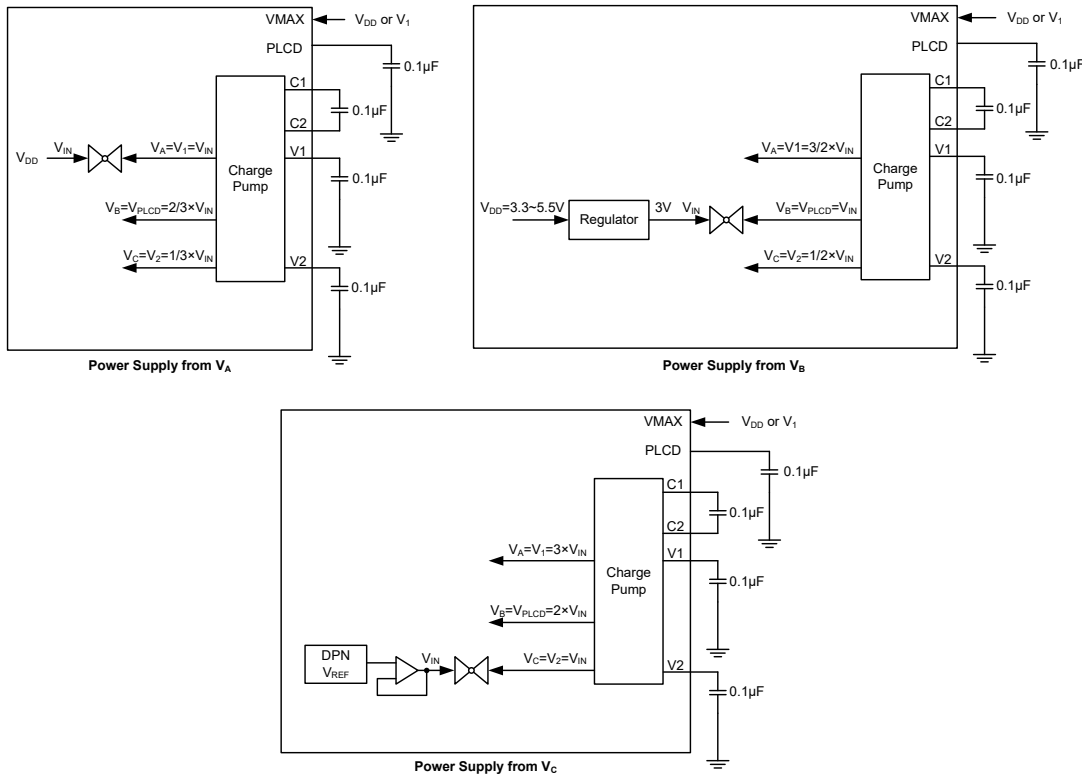 VMAX
V_DD or V_1
PLCD
0.1μF
C1
0.1μF
C2
V_DD
V_IN
V_A=V_1=V_IN
V1
Charge
Pump
0.1μF
V_B=V_PLCD=2/3×V_IN
V_C=V_2=1/3×V_IN
V2
0.1μF
Power Supply from V_A
VMAX
V_DD or V_1
PLCD
0.1μF
C1
0.1μF
C2
V_A=V1=3/2×V_IN
V1
Charge
Pump
0.1μF
V_DD=3.3~5.5V
Regulator
3V
V_IN
V_B=V_PLCD=V_IN
V_C=V_2=1/2×V_IN
V2
0.1μF
Power Supply from V_B
VMAX
V_DD or V_1
PLCD
0.1μF
C1
0.1μF
C2
V_A=V_1=3×V_IN
V1
Charge
Pump
0.1μF
V_B=V_PLCD=2×V_IN
DPN
V_REF
V_IN
V_C=V_2=V_IN
V2
0.1μF
Power Supply from V_C